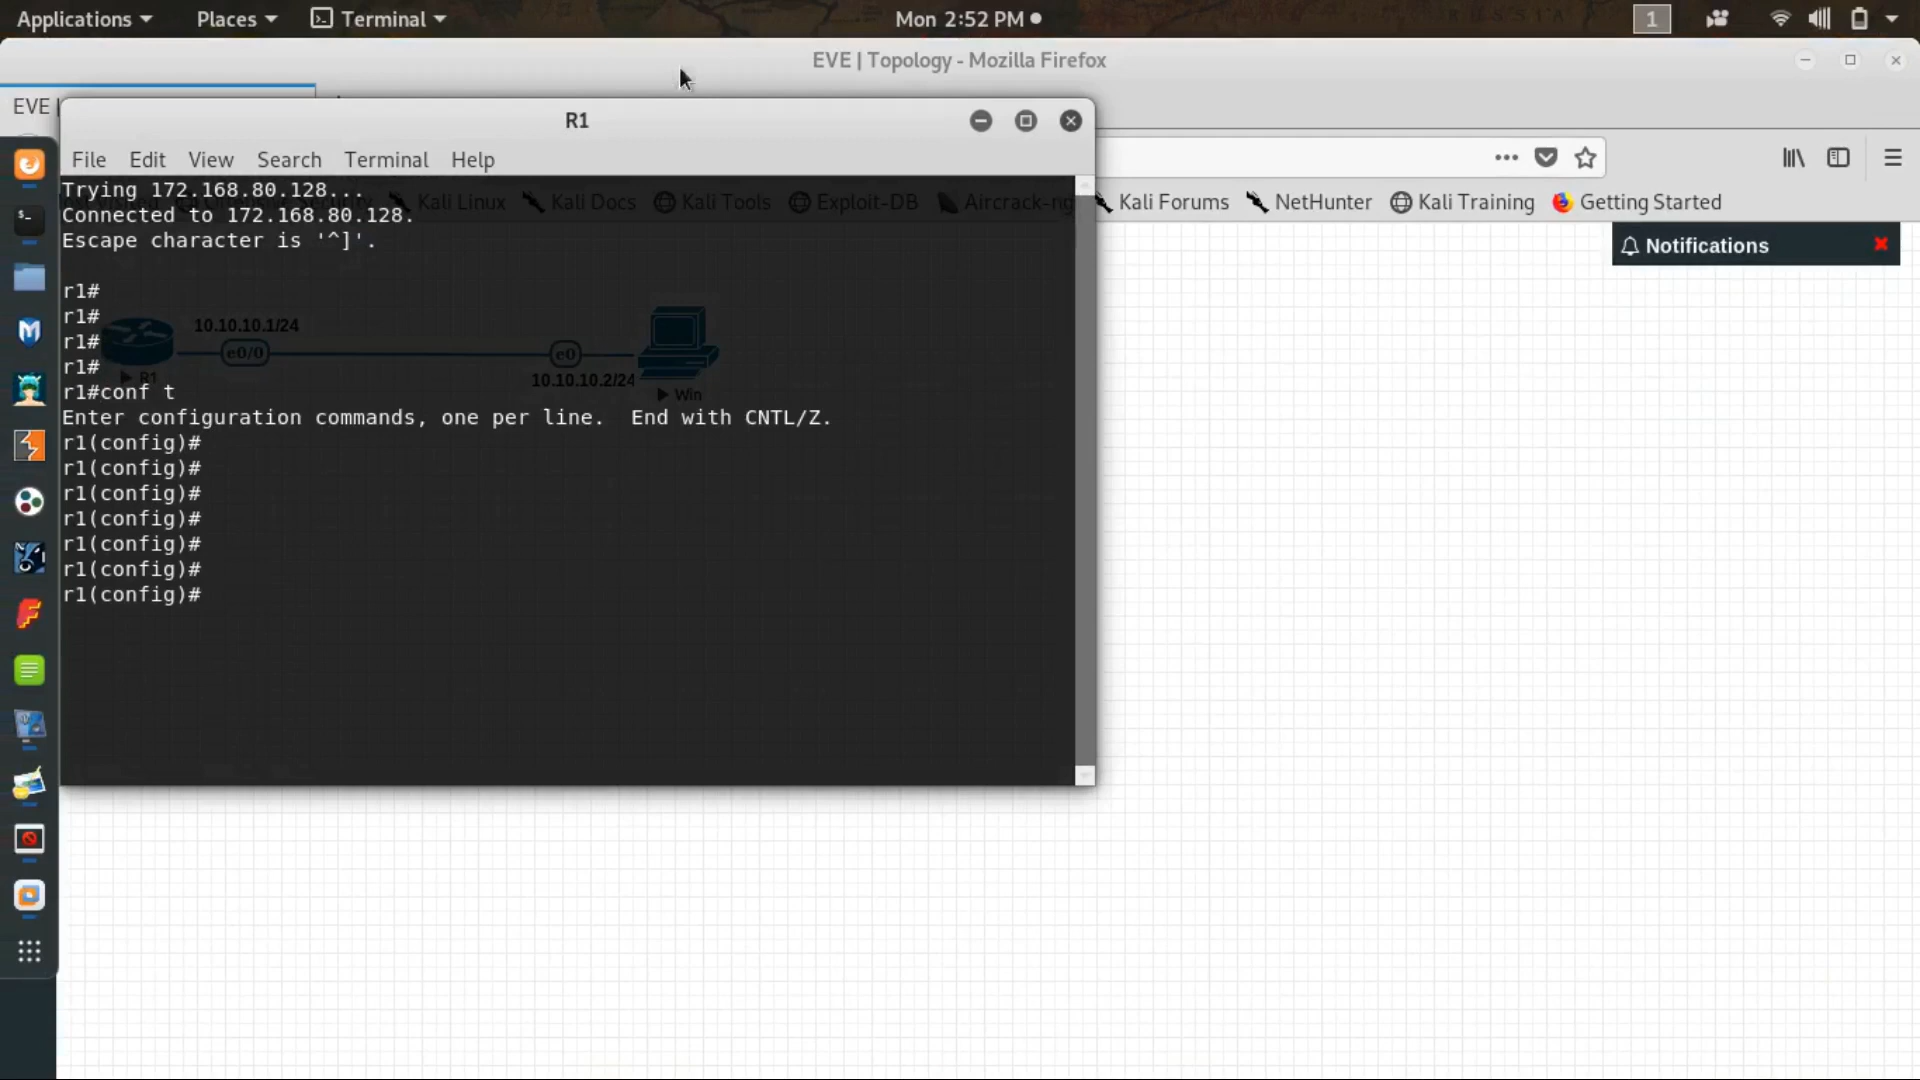 Applications
Places
Terminal
Mon 2:52 PM
1
EVE | Topology - Mozilla Firefox
EVE |
R1
File Edit View Search Terminal Help
Kali Linux
Kali Docs
Kali Tools
Exploit-DB
Aircrack-ng
Kali Forums
NetHunter
Kali Training
Getting Started
Notifications
Trying 172.168.80.128...
Connected to 172.168.80.128.
Escape character is '^]'.
r1#
r1#
r1#
r1#
r1#conf t
Enter configuration commands, one per line.  End with CNTL/Z.
r1(config)#
r1(config)#
r1(config)#
r1(config)#
r1(config)#
r1(config)#
r1(config)#
10.10.10.1/24
e0/0
R1
e0
10.10.10.2/24
Win